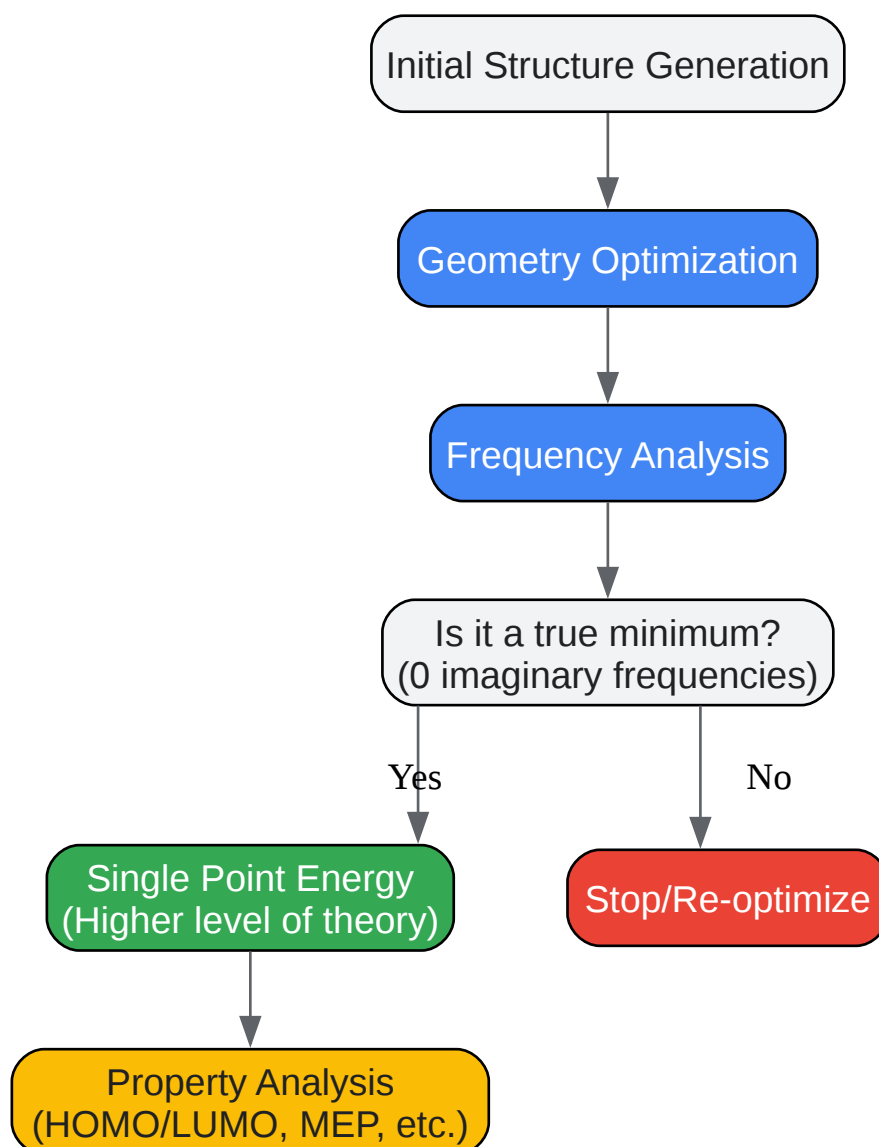 Initial Structure Generation
Geometry Optimization
Frequency Analysis
Is it a true minimum?
(0 imaginary frequencies)
Yes
No
Single Point Energy
(Higher level of theory)
Stop/Re-optimize
Property Analysis
(HOMO/LUMO, MEP, etc.)